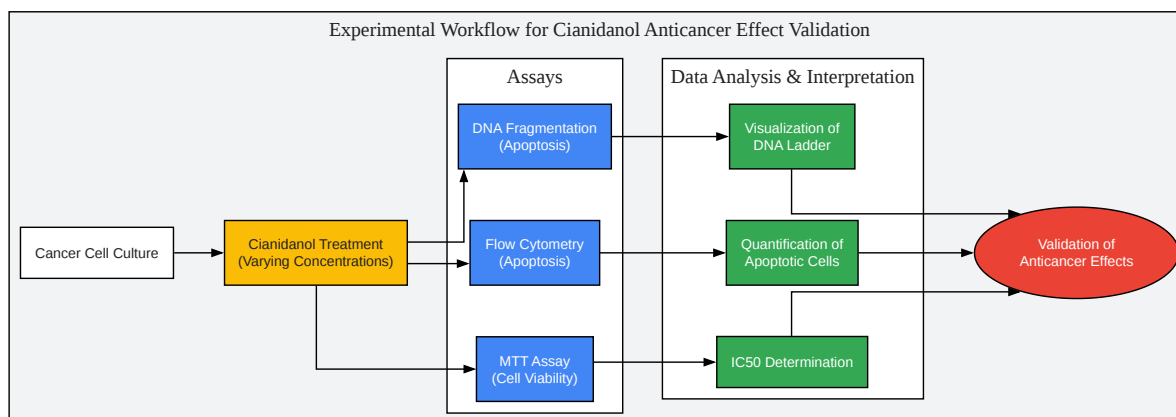 Experimental Workflow for Cianidanol Anticancer Effect Validation
Assays
Data Analysis & Interpretation
DNA Fragmentation
(Apoptosis)
Visualization of
DNA Ladder
Cancer Cell Culture
Cianidanol Treatment
(Varying Concentrations)
Flow Cytometry
(Apoptosis)
Quantification of
Apoptotic Cells
Validation of
Anticancer Effects
MTT Assay
(Cell Viability)
IC50 Determination